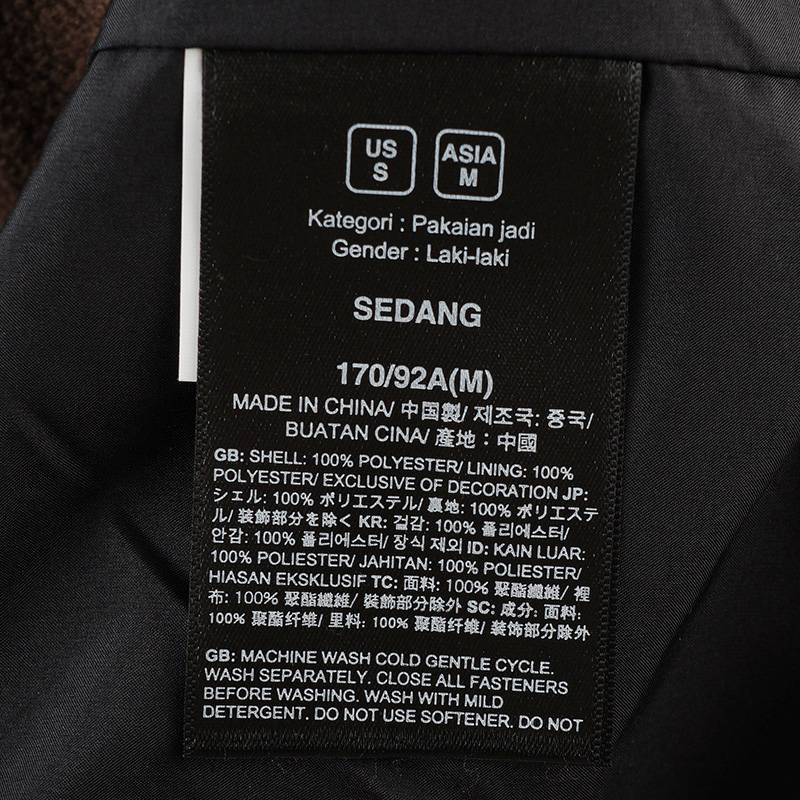 US
S
ASIA
M
Kategori : Pakaian jadi
Gender : Laki-laki
SEDANG
170/92A(M)
MADE IN CHINA/ 中国製/ 제조국: 중국/
BUATAN CINA/ 產地：中國
GB: SHELL: 100% POLYESTER/ LINING: 100%
POLYESTER/ EXCLUSIVE OF DECORATION JP:
シェル: 100% ポリエステル/ 裏地: 100% ポリエステ
ル/ 装飾部分を除く KR: 겉감: 100% 폴리에스터/
안감: 100% 폴리에스터/ 장식 제외 ID: KAIN LUAR:
100% POLIESTER/ JAHITAN: 100% POLIESTER/
HIASAN EKSKLUSIF TC: 面料: 100% 聚酯纖維/ 裡
布: 100% 聚酯纖維/ 裝飾部分除外 SC: 成分: 面料:
100% 聚酯纤维/ 里料: 100% 聚酯纤维/ 装饰部分除外
GB: MACHINE WASH COLD GENTLE CYCLE.
WASH SEPARATELY. CLOSE ALL FASTENERS
BEFORE WASHING. WASH WITH MILD
DETERGENT. DO NOT USE SOFTENER. DO NOT